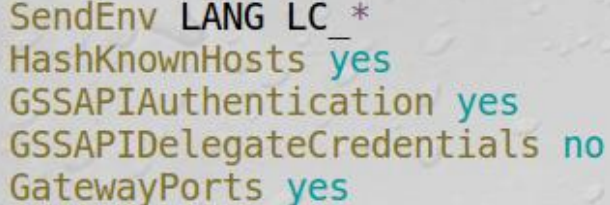 SendEnv LANG LC_*
HashKnownHosts yes
GSSAPIAuthentication yes
GSSAPIDelegateCredentials no
GatewayPorts yes